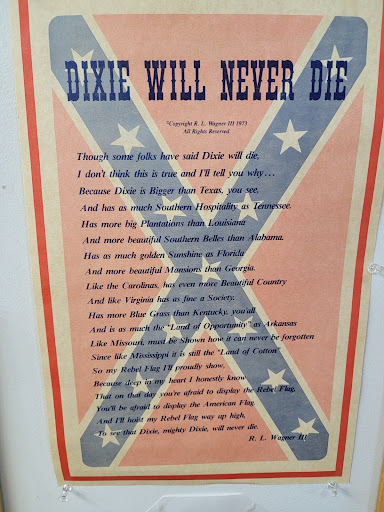 DIXIE WILL NEVER DIE
©Copyright R. L. Wagner III 1973
All Rights Reserved
Though some folks have said Dixie will die,
I don't think this is true and I'll tell you why...
Because Dixie is Bigger than Texas, you see,
And has as much Southern Hospitality as Tennessee.
Has more big Plantations than Louisiana
And more beautiful Southern Belles than Alabama.
Has as much golden Sunshine as Florida
And more beautiful Mansions than Georgia.
Like the Carolinas, has even more Beautiful Country
And like Virginia has as fine a Society.
Has more Blue Grass than Kentucky, you'all
And is as much the "Land of Opportunity" as Arkansas
Like Missouri, must be Shown how it can never be forgotten
Since like Mississippi it is still the "Land of Cotton"
So my Rebel Flag I'll proudly show,
Because deep in my heart I honestly know
That on that day you're afraid to display the Rebel Flag,
You'll be afraid to display the American Flag.
And I'll hoist my Rebel Flag way up high,
To say that Dixie, mighty Dixie, will never die.
R. L. Wagner III